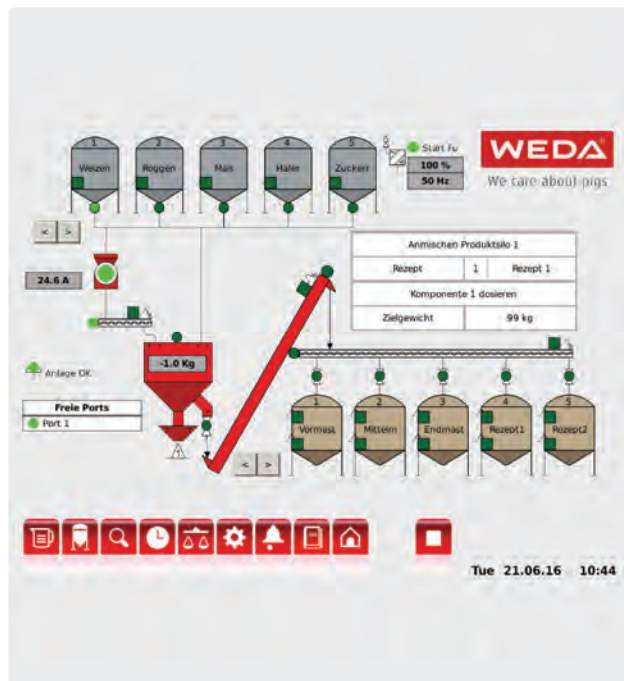 1 2 3 4 5
Weizen Roggen Mais Hafer Zuckerr
Start Fu
100 %
50 Hz
WEDA
We care about pigs
< >
24.6 A
Anmischen Produktsilo 1
Rezept 1 Rezept 1
Komponente 1 dosieren
Zielgewicht 99 kg
-1.0 Kg
Anlage OK
Freie Ports
Port 1
1 2 3 4 5
Vormast Mittelm Endmast Rezept1 Rezept2
< >
Tue 21.06.16 10:44